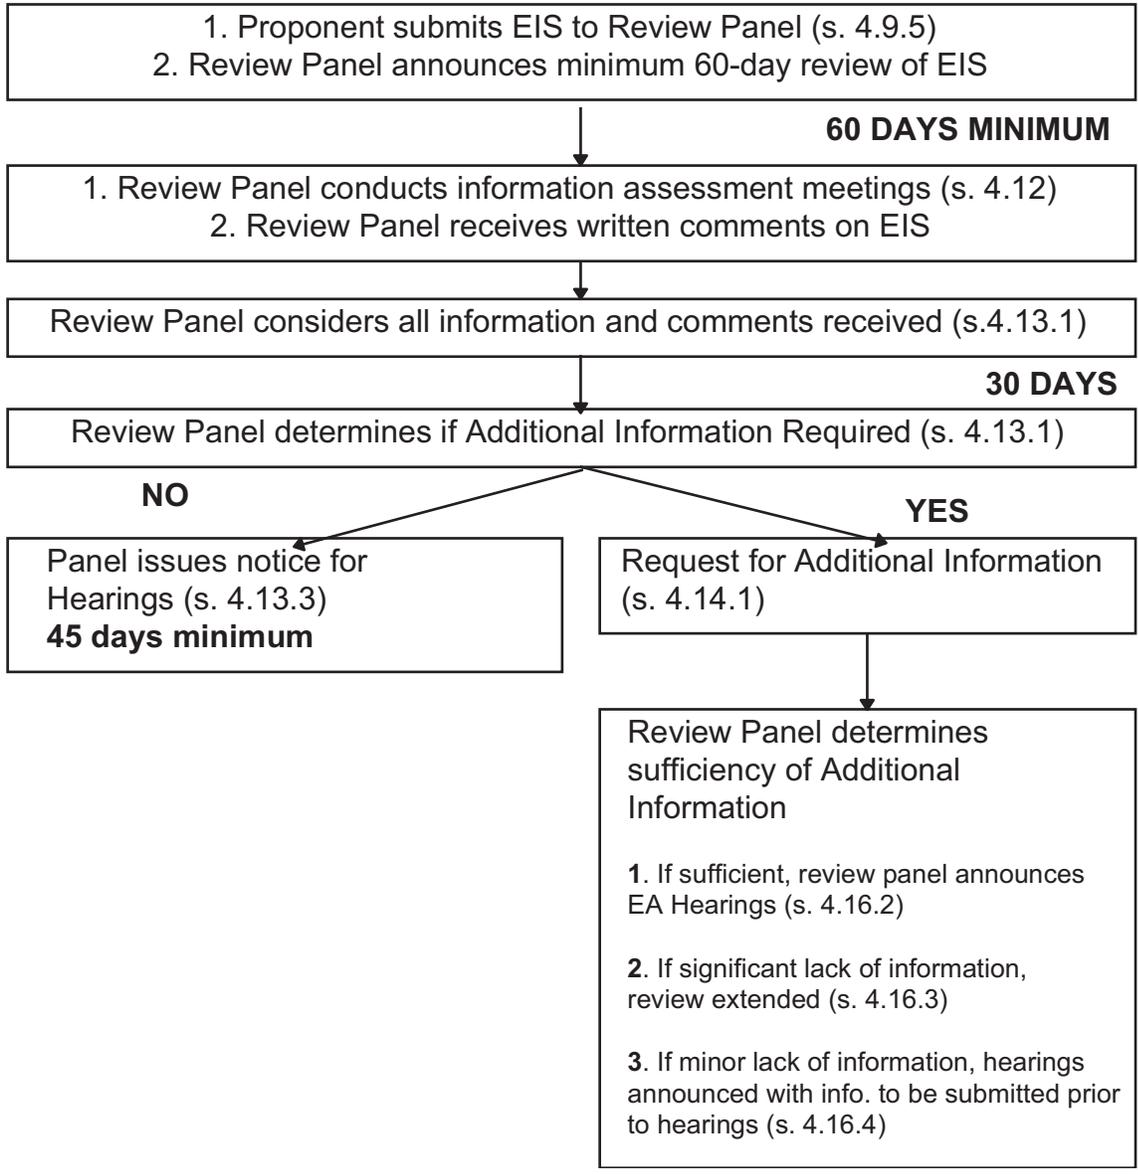 1. Proponent submits EIS to Review Panel (s. 4.9.5)
2. Review Panel announces minimum 60-day review of EIS
60 DAYS MINIMUM
1. Review Panel conducts information assessment meetings (s. 4.12)
2. Review Panel receives written comments on EIS
Review Panel considers all information and comments received (s.4.13.1)
30 DAYS
Review Panel determines if Additional Information Required (s. 4.13.1)
NO
YES
Panel issues notice for
Hearings (s. 4.13.3)
45 days minimum
Request for Additional Information
(s. 4.14.1)
Review Panel determines
sufficiency of Additional
Information
1. If sufficient, review panel announces
EA Hearings (s. 4.16.2)
2. If significant lack of information,
review extended (s. 4.16.3)
3. If minor lack of information, hearings
announced with info. to be submitted prior
to hearings (s. 4.16.4)